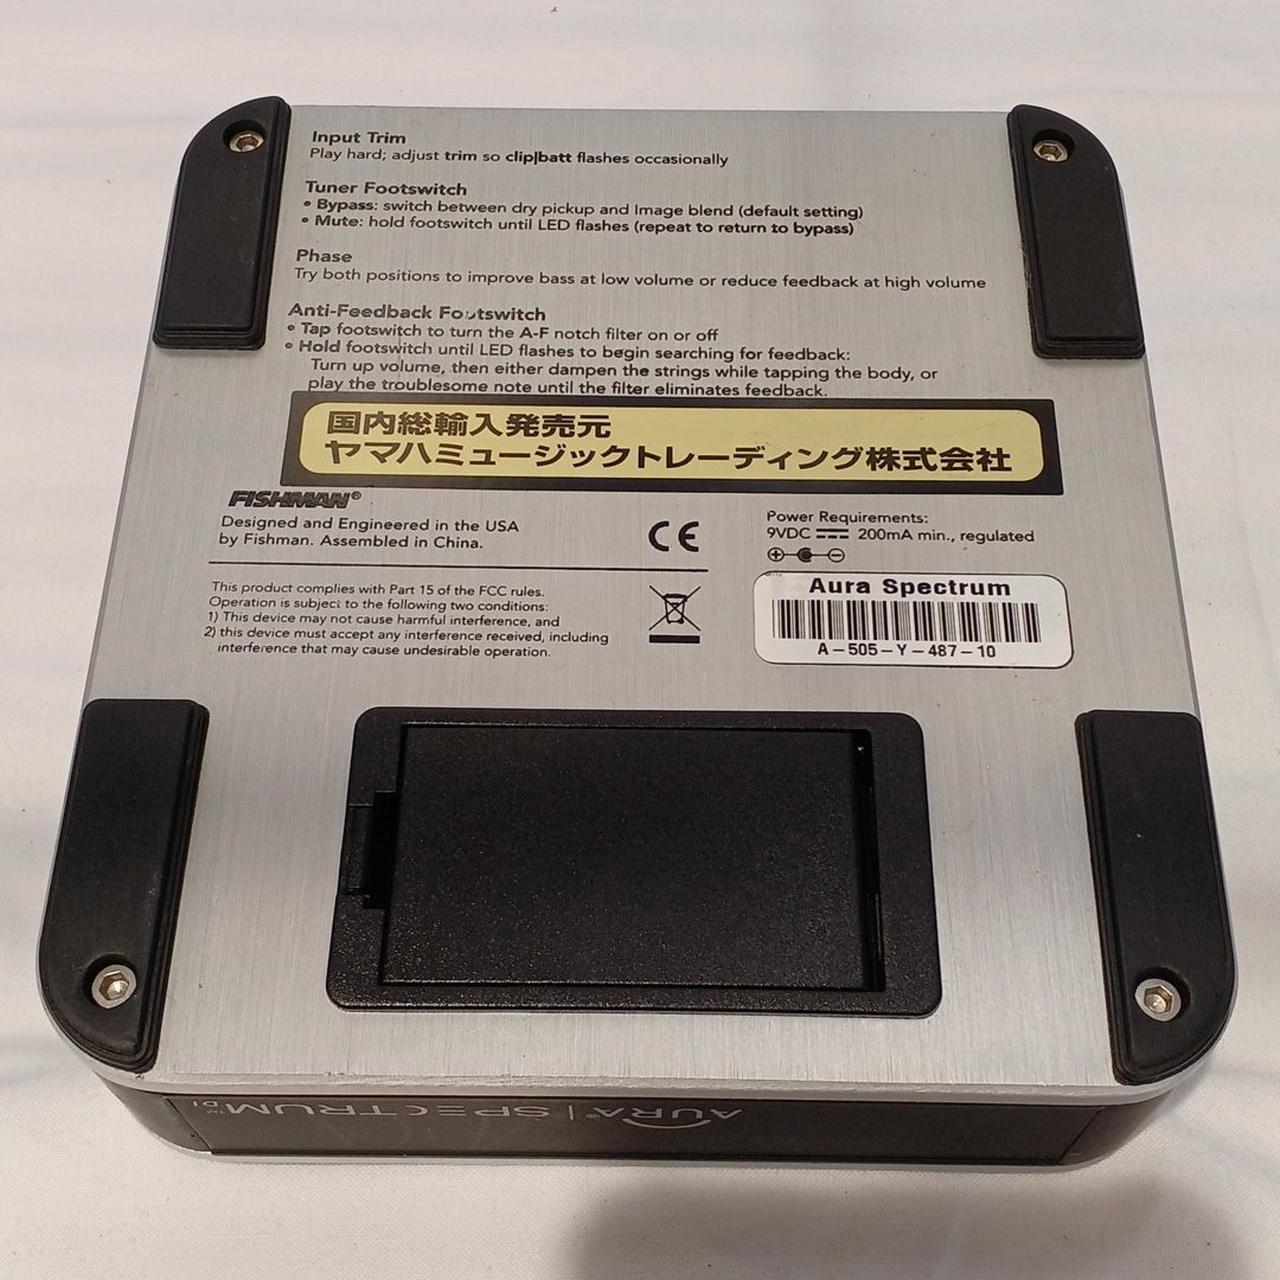 Input Trim
Play hard; adjust trim so clip|batt flashes occasionally
Tuner Footswitch
• Bypass: switch between dry pickup and Image blend (default setting)
• Mute: hold footswitch until LED flashes (repeat to return to bypass)
Phase
Try both positions to improve bass at low volume or reduce feedback at high volume
Anti-Feedback Footswitch
• Tap footswitch to turn the A-F notch filter on or off
• Hold footswitch until LED flashes to begin searching for feedback:
Turn up volume, then either dampen the strings while tapping the body, or
play the troublesome note until the filter eliminates feedback.
国内総輸入発売元
ヤマハミュージックトレーディング株式会社
FISHMAN®
Designed and Engineered in the USA
by Fishman. Assembled in China.
CE
Power Requirements:
9VDC 200mA min., regulated
This product complies with Part 15 of the FCC rules.
Operation is subject to the following two conditions:
1) This device may not cause harmful interference, and
2) this device must accept any interference received, including
interference that may cause undesirable operation.
Aura Spectrum
A-505-Y-487-10
AURA® | SPECTRUM™ DI